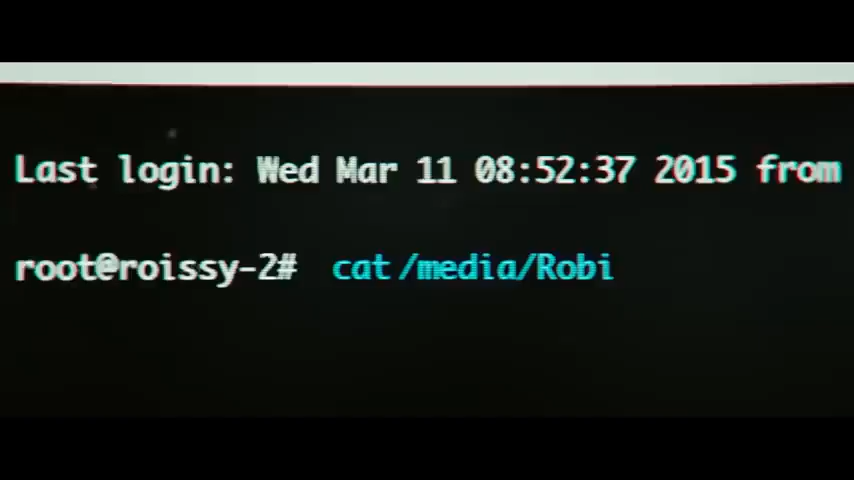 Last login: Wed Mar 11 08:52:37 2015 from
root@roissy-2# cat /media/Robi